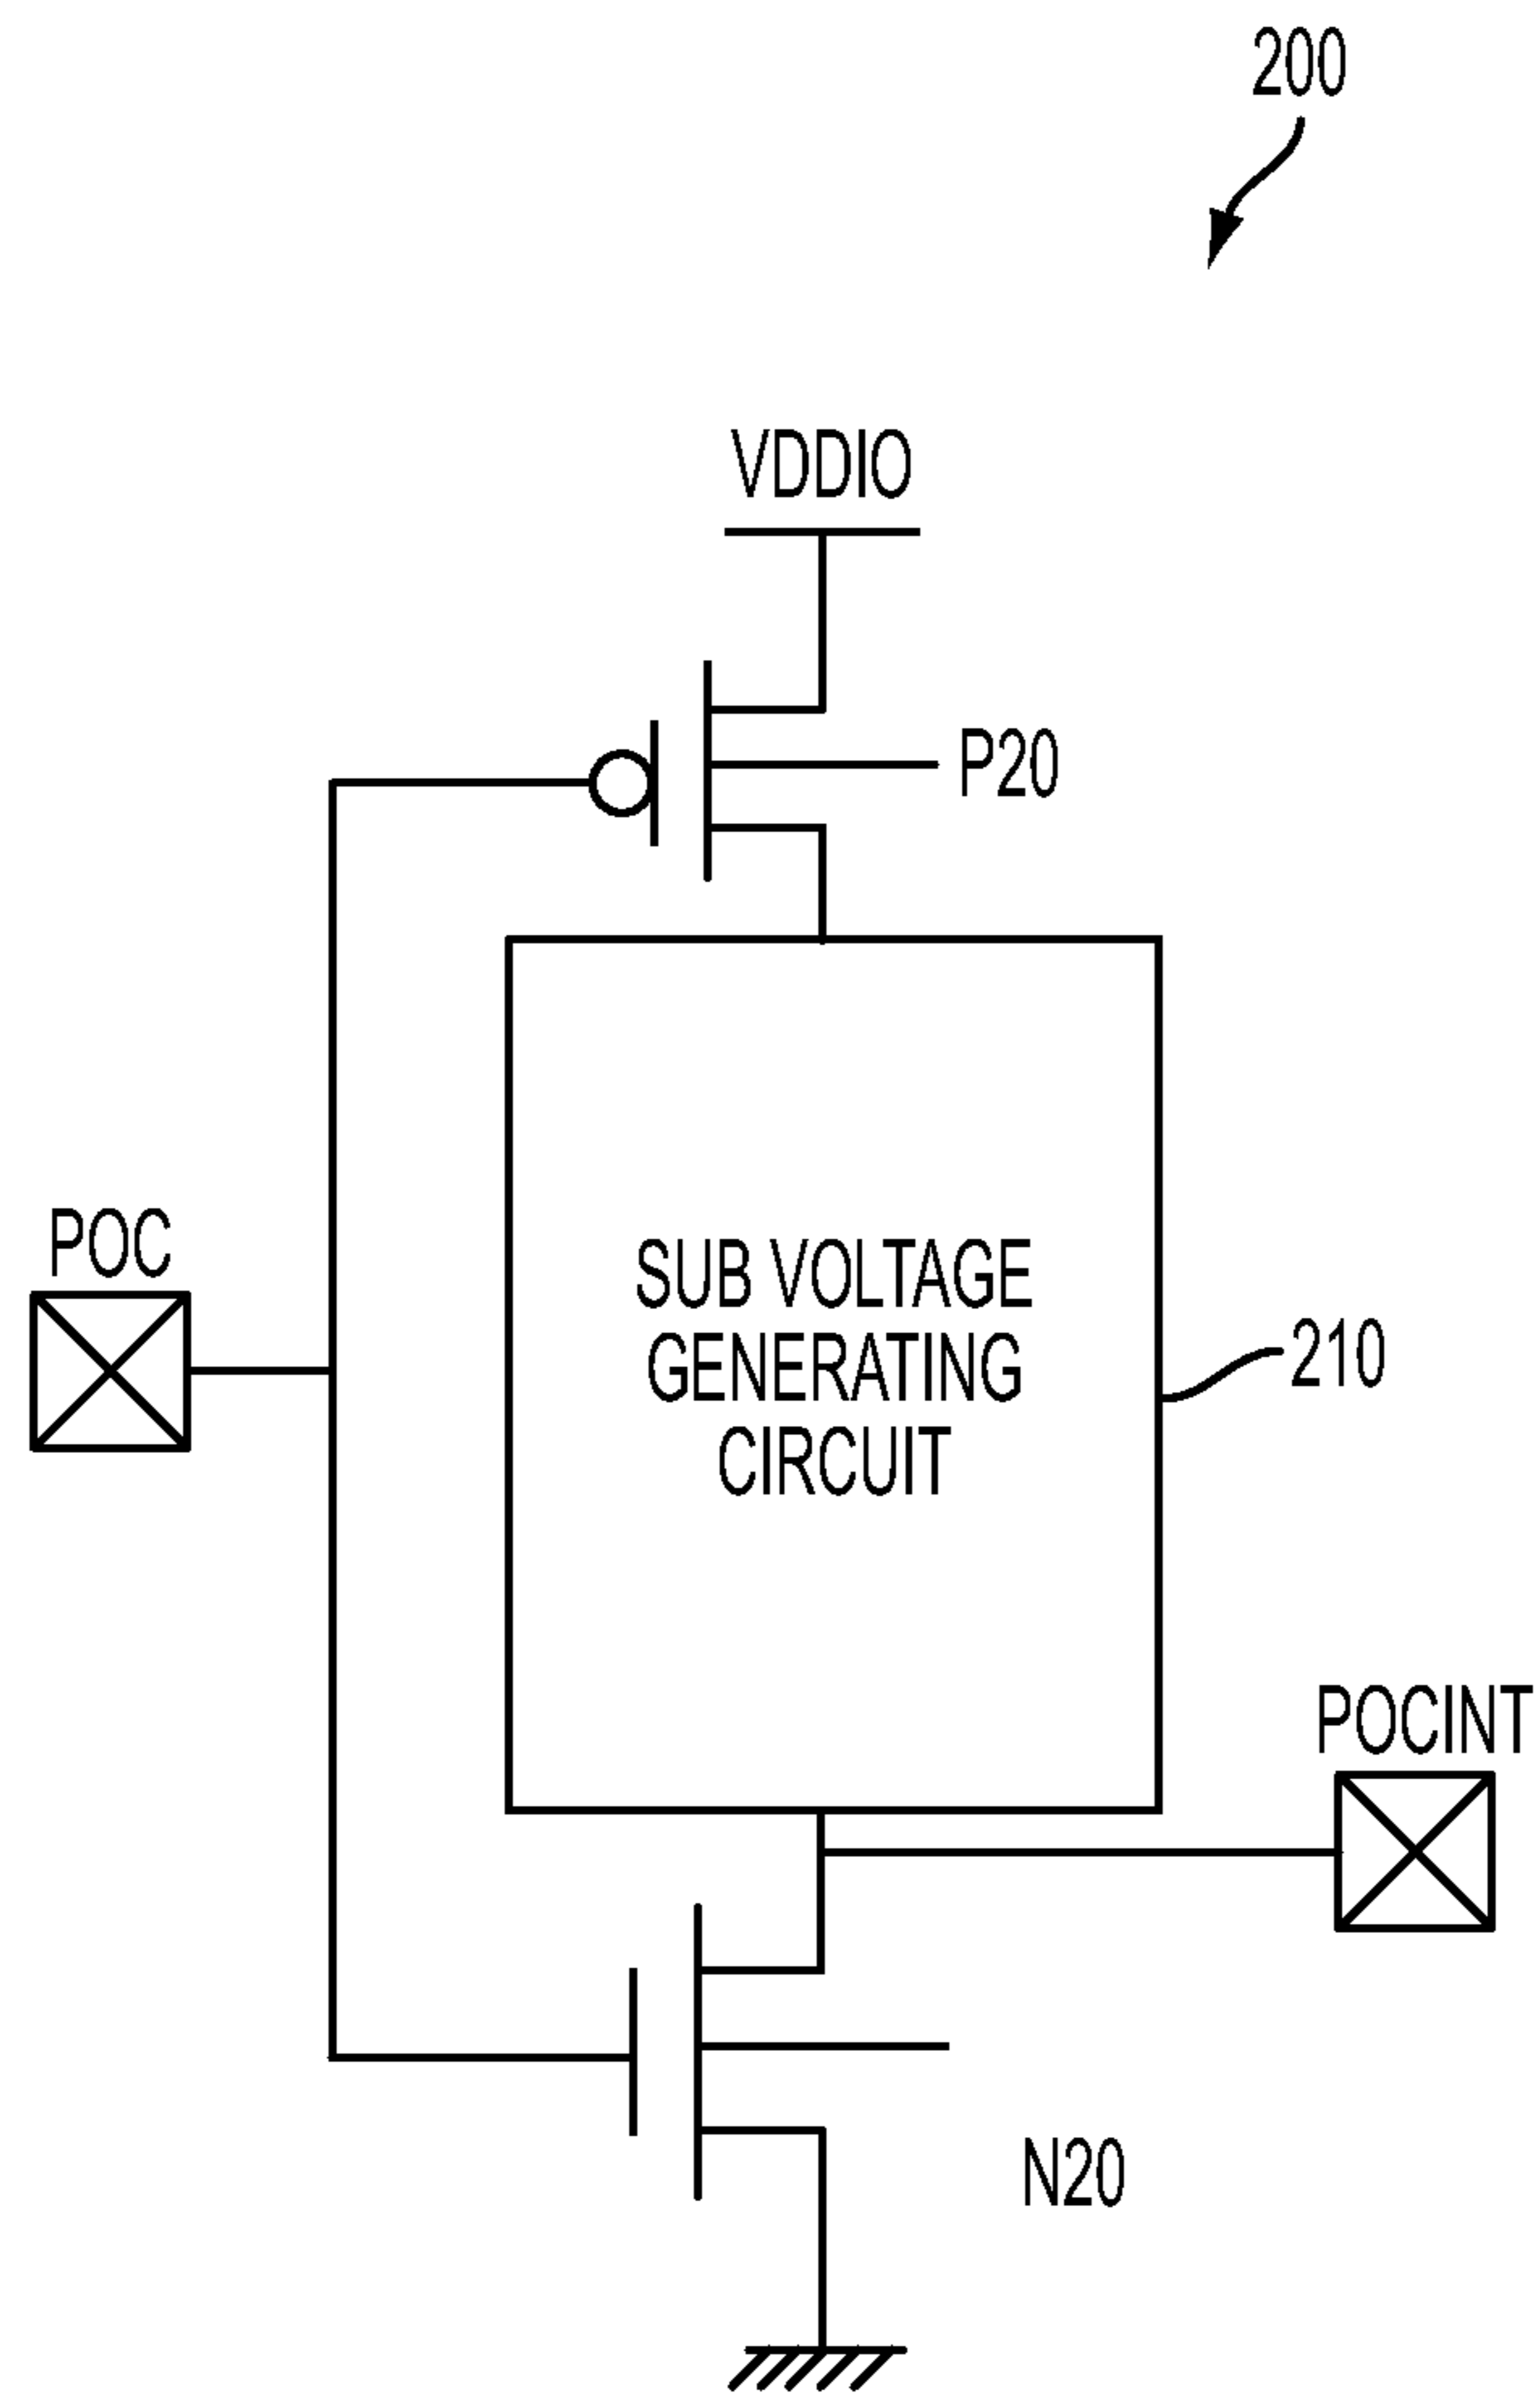 200
VDDIO
P20
POC
SUB VOLTAGE
GENERATING
CIRCUIT
210
POCINT
N20